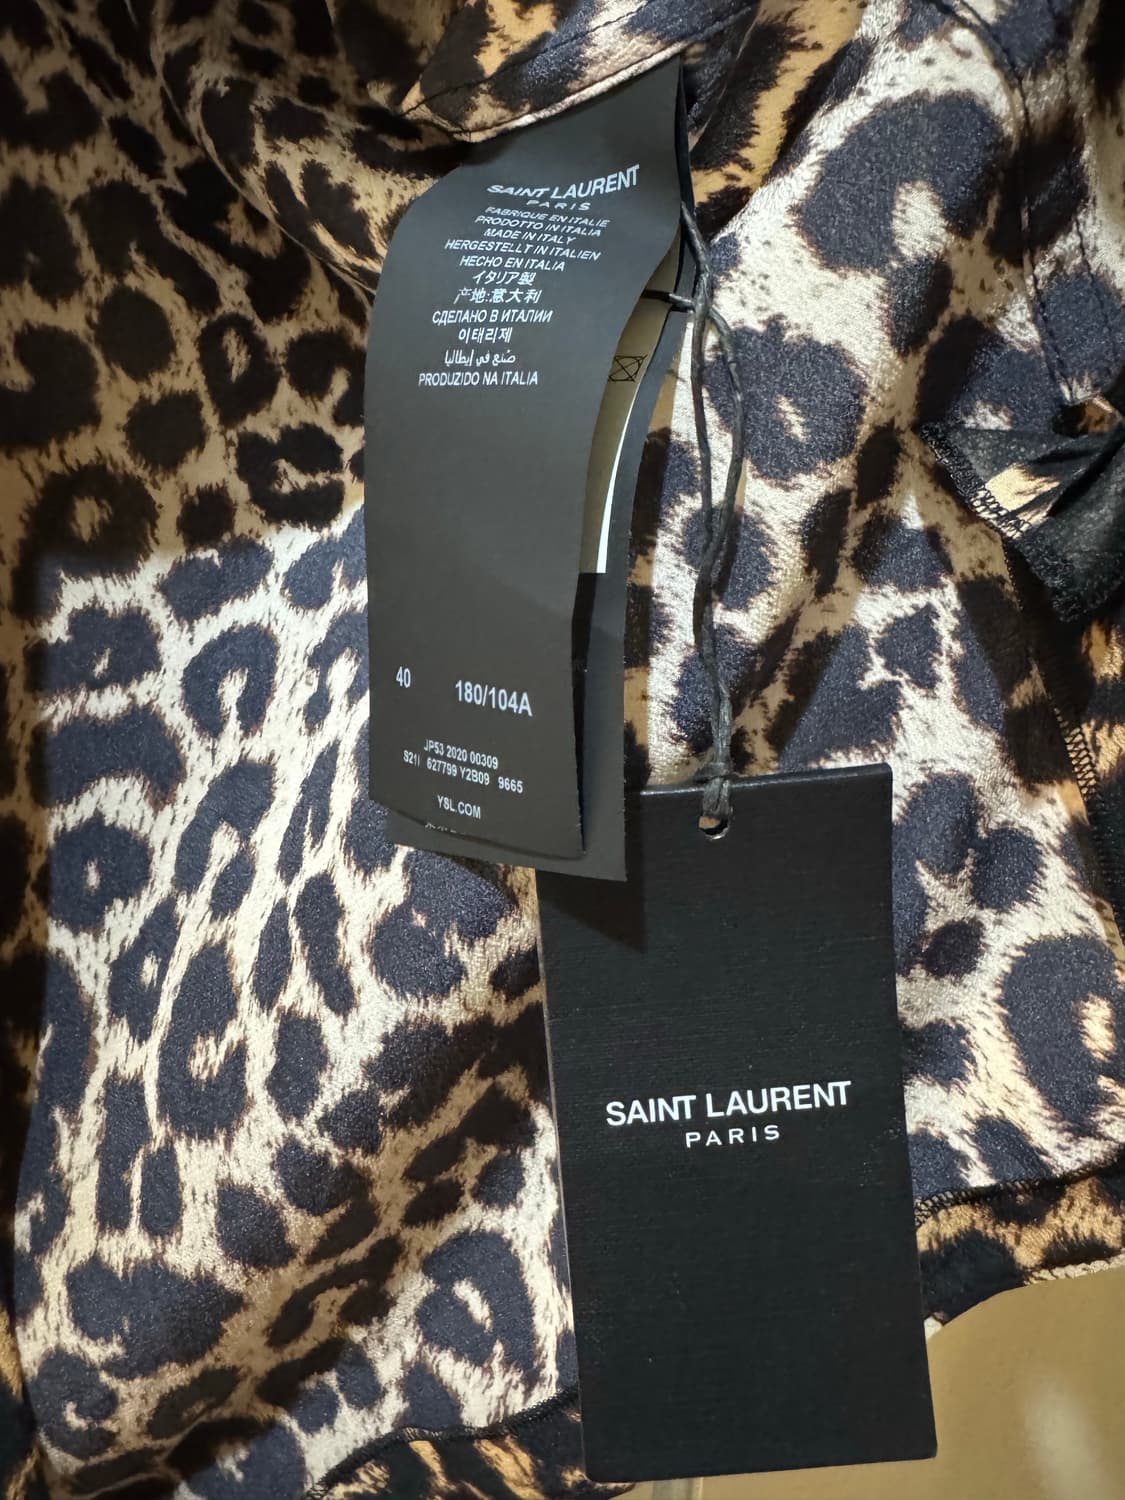 SAINT LAURENT
PARIS
FABRIQUE EN ITALIE
PRODOTTO IN ITALIA
MADE IN ITALY
HERGESTELLT IN ITALIEN
HECHO EN ITALIA
イタリア製
产地:意大利
СДЕЛАНО В ИТАЛИИ
이태리제
صُنع في إيطاليا
PRODUZIDO NA ITALIA
40 180/104A
JP53 2020 00309
S21I 627799 Y2B09 9665
YSL.COM
SAINT LAURENT
PARIS